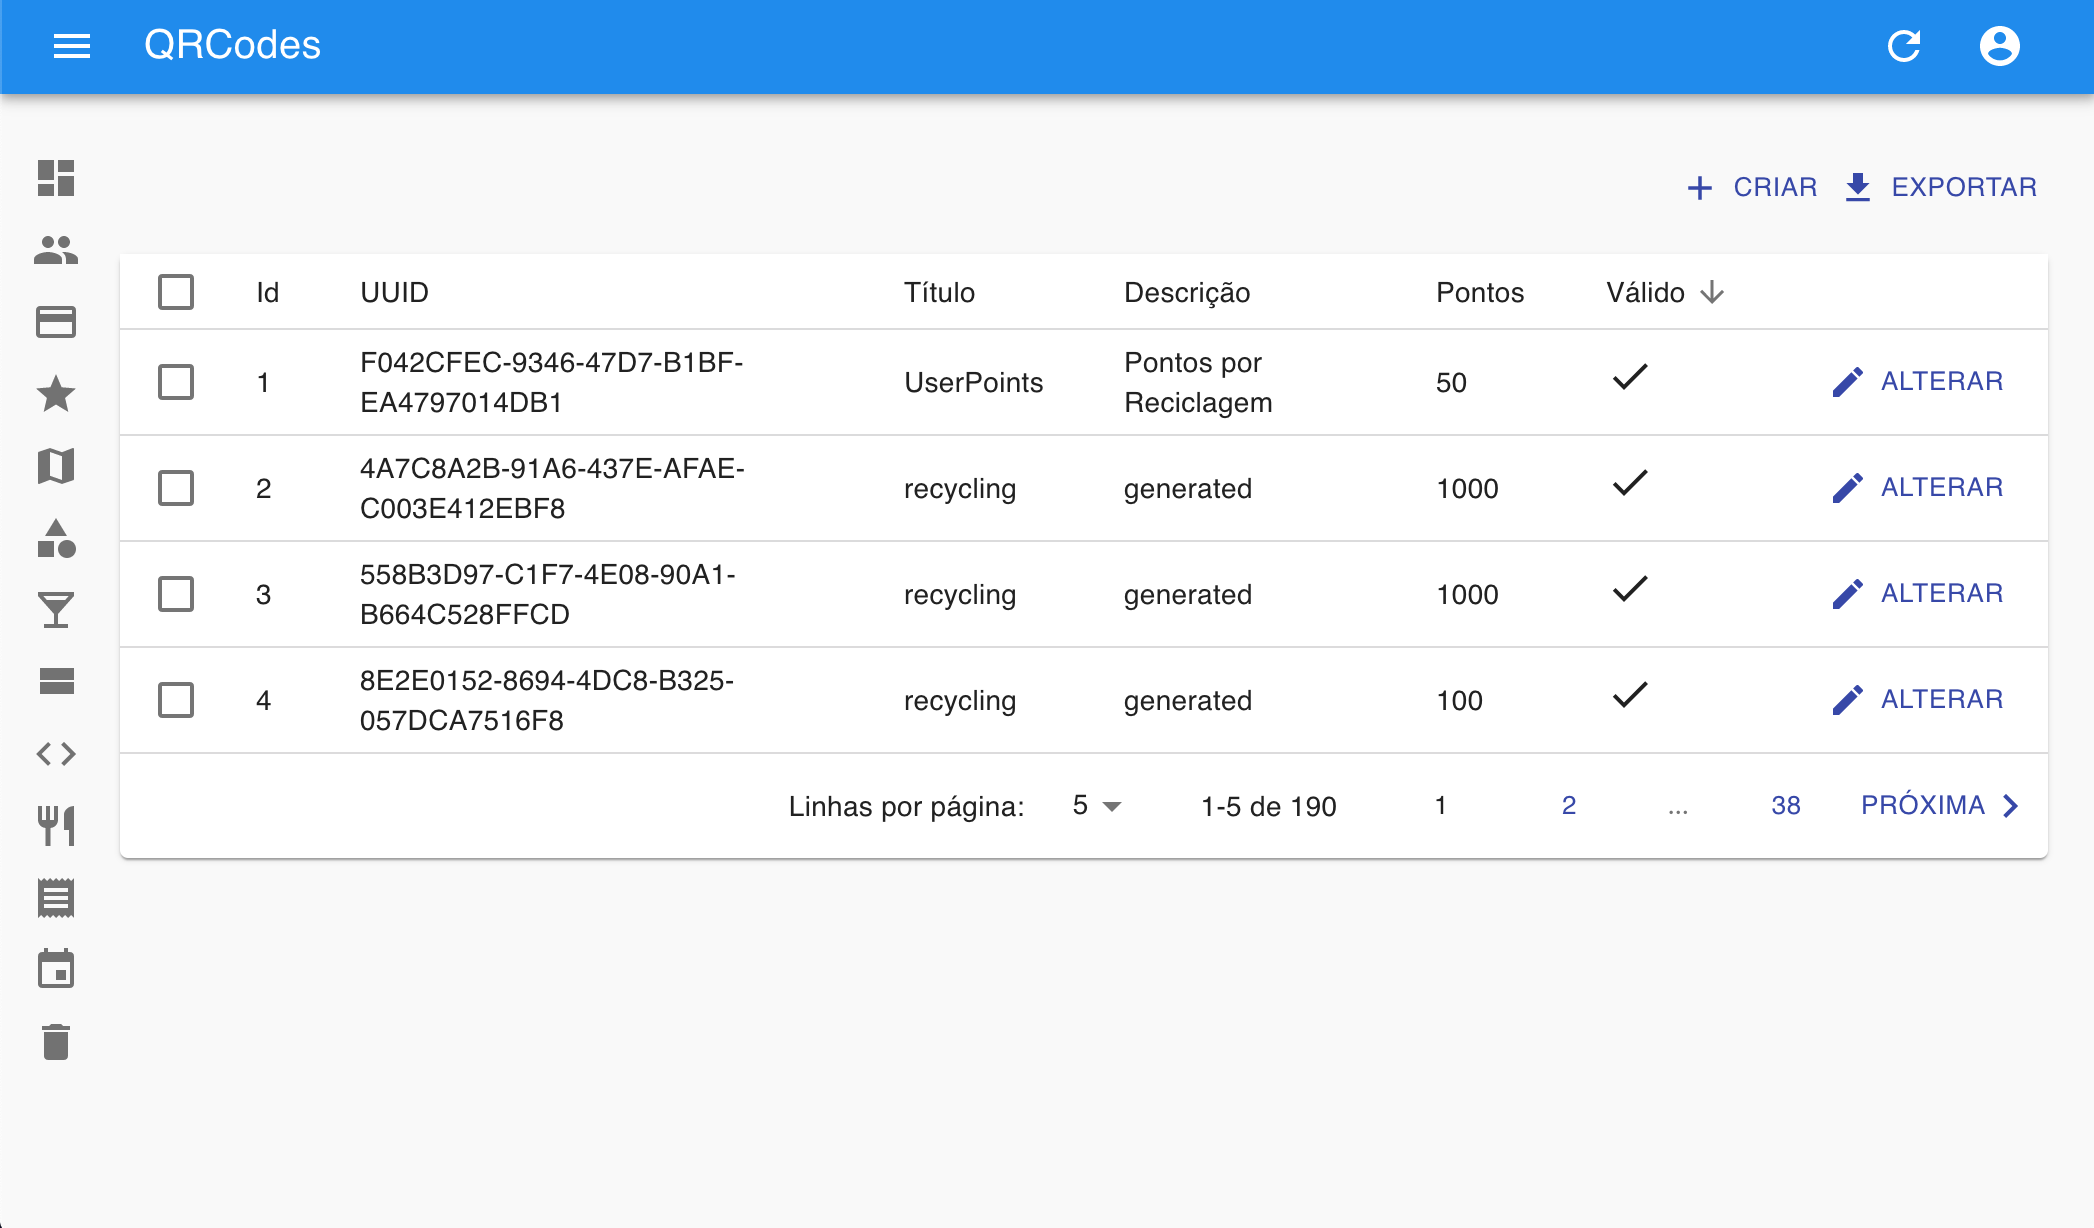 QRCodes
CRIAR EXPORTAR
Id UUID Título Descrição Pontos Válido
1 F042CFEC-9346-47D7-B1BF-EA4797014DB1 UserPoints Pontos por Reciclagem 50 ALTERAR
2 4A7C8A2B-91A6-437E-AFAE-C003E412EBF8 recycling generated 1000 ALTERAR
3 558B3D97-C1F7-4E08-90A1-B664C528FFCD recycling generated 1000 ALTERAR
4 8E2E0152-8694-4DC8-B325-057DCA7516F8 recycling generated 100 ALTERAR
Linhas por página: 5 1-5 de 190 1 2 ... 38 PRÓXIMA